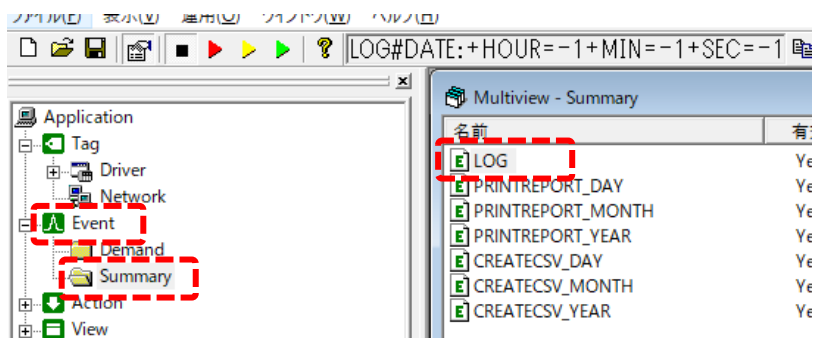 ファイル(F) 表示(V) 運用(U) ウィンドウ(W) ヘルプ(H)
LOG#DATE:+HOUR=-1+MIN=-1+SEC=-1
Application
Tag
Driver
Network
Event
Demand
Summary
Action
View
Multiview - Summary
名前
LOG
PRINTREPORT_DAY
PRINTREPORT_MONTH
PRINTREPORT_YEAR
CREATECSV_DAY
CREATECSV_MONTH
CREATECSV_YEAR